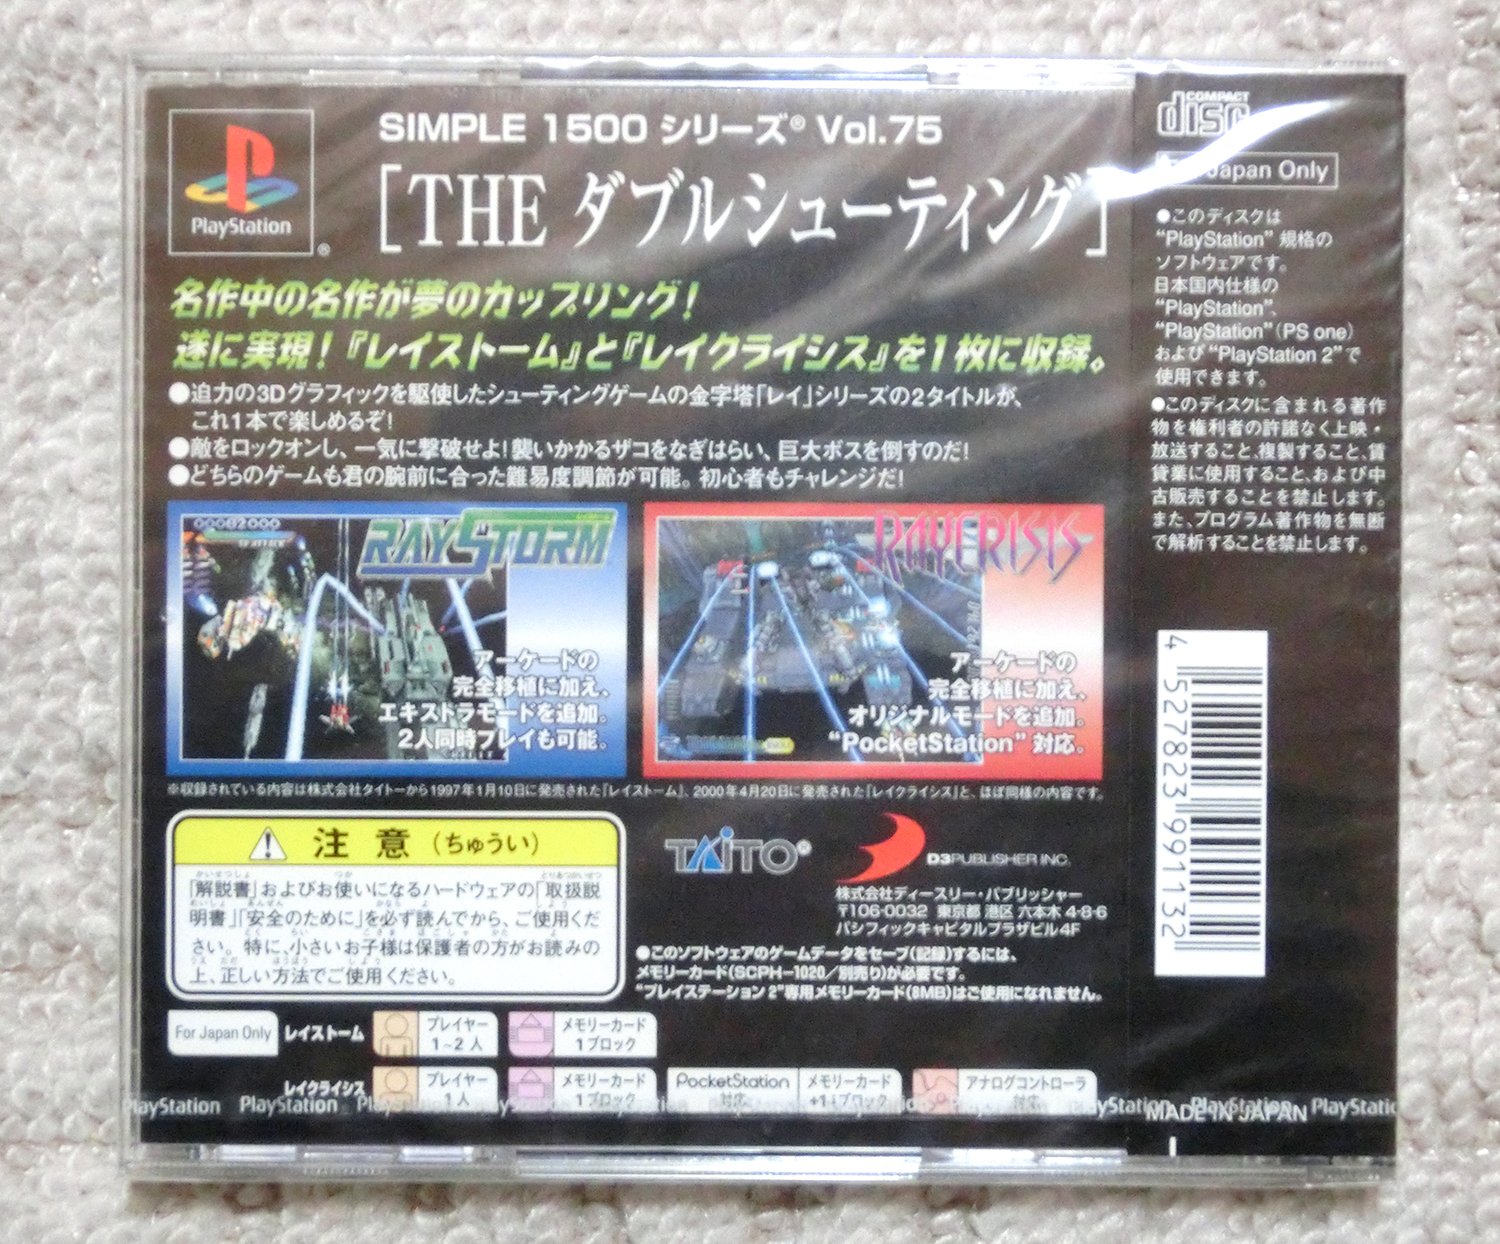 PlayStation
®
SIMPLE 1500 シリーズ® Vol.75
[THE ダブルシューティング]
名作中の名作が夢のカップリング!
遂に実現!『レイストーム』と『レイクライシス』を1枚に収録。
●迫力の3Dグラフィックを駆使したシューティングゲームの金字塔「レイ」シリーズの2タイトルが、
これ1本で楽しめるぞ!
●敵をロックオンし、一気に撃破せよ!襲いかかるザコをなぎはらい、巨大ボスを倒すのだ!
●どちらのゲームも君の腕前に合った難易度調節が可能。初心者もチャレンジだ!
RAYSTORM
アーケードの
完全移植に加え、
エキストラモードを追加。
2人同時プレイも可能。
RAYCRISIS
アーケードの
完全移植に加え、
オリジナルモードを追加。
“PocketStation” 対応。
※収録されている内容は株式会社タイトーから1997年1月10日に発売された『レイストーム』、2000年4月20日に発売された『レイクライシス』と、ほぼ同様の内容です。
注意(ちゅうい)
「解説書」およびお使いになるハードウェアの「取扱説
明書」「安全のために」を必ず読んでから、ご使用くだ
さい。特に、小さいお子様は保護者の方がお読みの
上、正しい方法でご使用ください。
TAITO®
D3PUBLISHER INC.
株式会社ディースリー・パブリッシャー
〒106-0032 東京都 港区 六本木 4-8-6
パシフィックキャピタルプラザビル 4F
●このソフトウェアのゲームデータをセーブ(記録)するには、
メモリーカード(SCPH-1020/別売り)が必要です。
“プレイステーション 2”専用メモリーカード(8MB)はご使用になれません。
For Japan Only
レイストーム
プレイヤー
1~2 人
メモリーカード
1 ブロック
レイクライシス
プレイヤー
1 人
メモリーカード
1 ブロック
PocketStation
対応
メモリーカード
+1 ブロック
アナログコントローラ
対応
PlayStation PlayStation
COMPACT
disc
Japan Only
●このディスクは
“PlayStation” 規格の
ソフトウェアです。
日本国内仕様の
“PlayStation”、
“PlayStation”(PS one)
および “PlayStation 2” で
使用できます。
●このディスクに含まれる著作
物を権利者の許諾なく上映・
放送すること、複製すること、賃
貸業に使用すること、および中
古販売することを禁止します。
また、プログラム著作物を無断
で解析することを禁止します。
4 527823 991132
MADE IN JAPAN